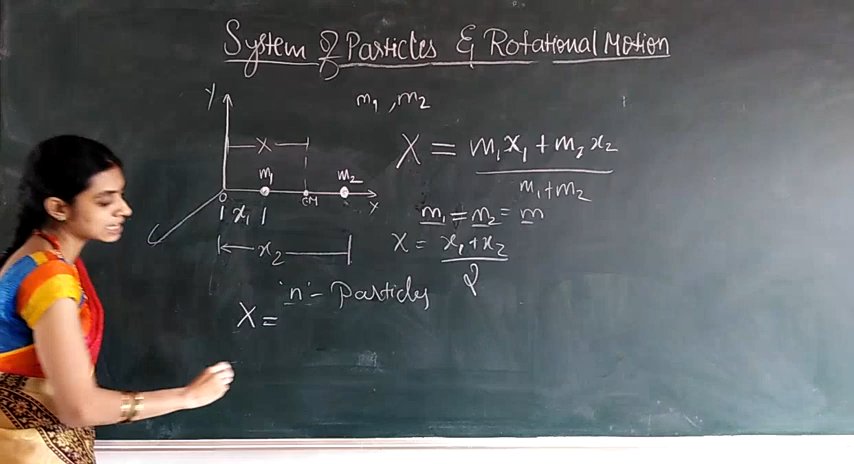 System of Particles & Rotational Motion
Y
m₁, m₂
X
X = m₁x₁ + m₂x₂
m₁ + m₂
m₁ m₂
O CM X
x₁
m₁ = m₂ = m
x₂
X = x₁ + x₂
2
'n' - Particles
X =